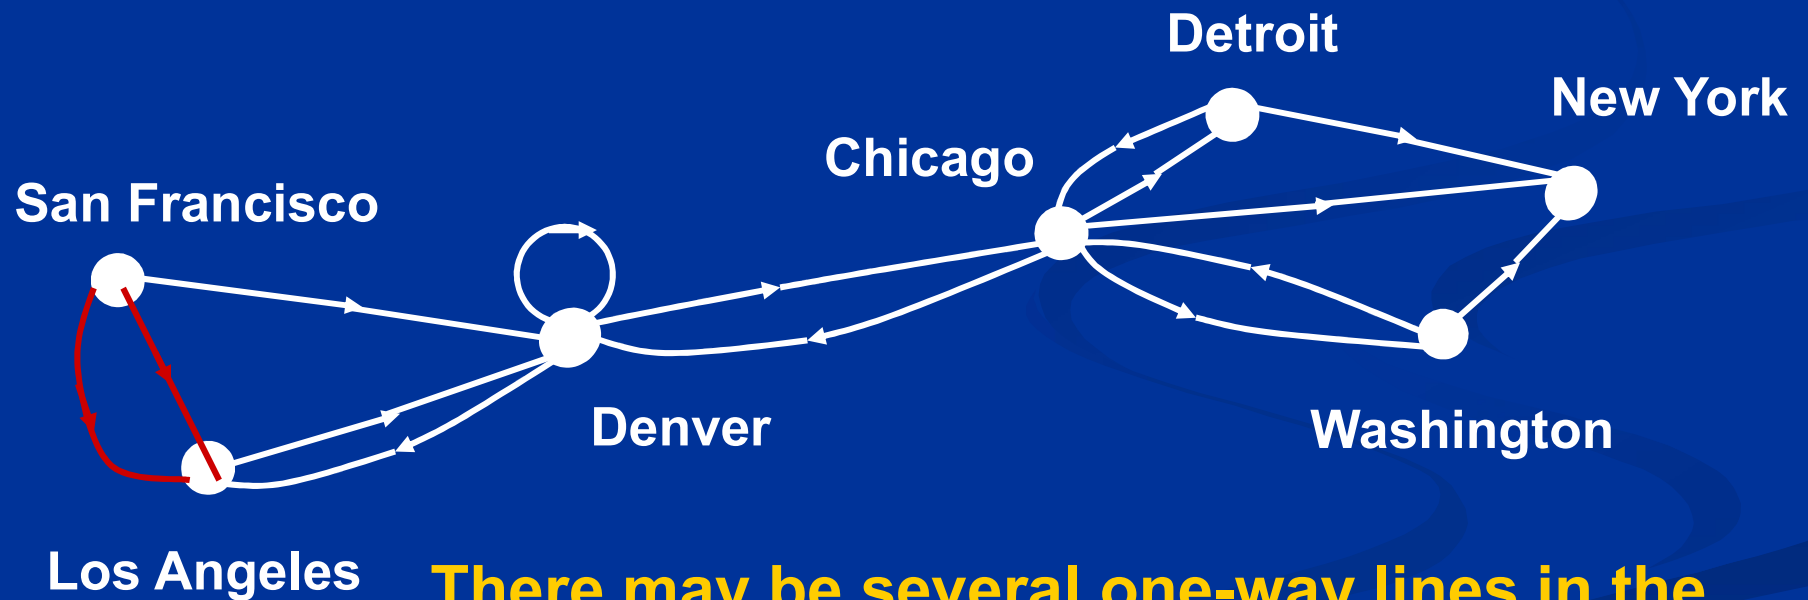 Detroit
New York
Chicago
San Francisco
Denver
Washington
Los Angeles
There may be several one-way lines in the